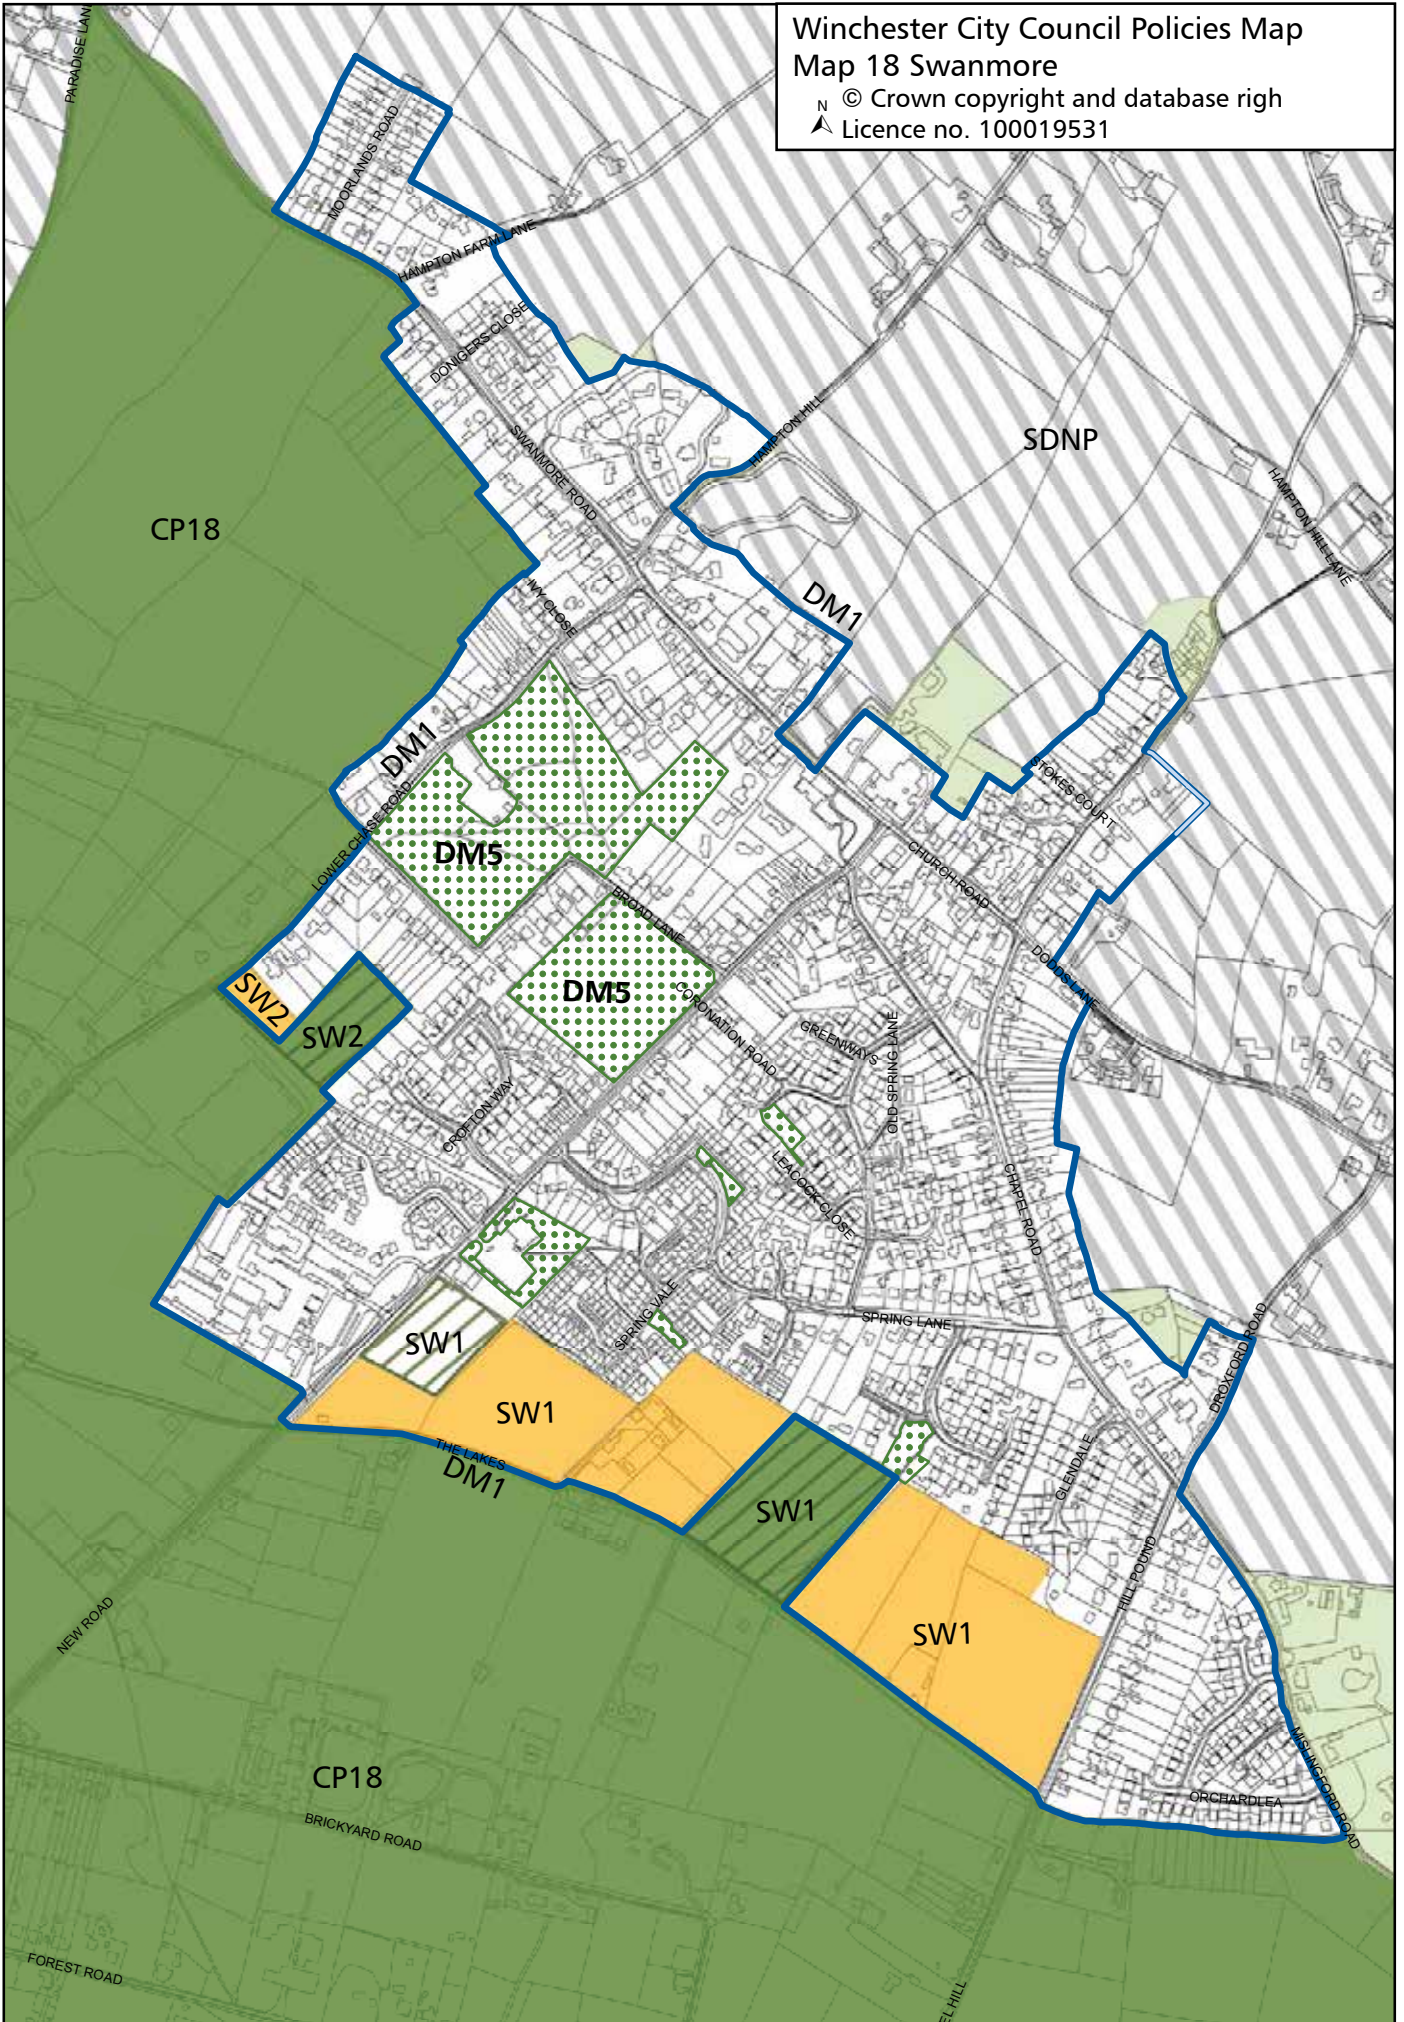 Winchester City Council Policies Map
Map 18 Swanmore
N
© Crown copyright and database righ
Licence no. 100019531
PARADISE LANE
MOORLANDS ROAD
HAMPTON FARM LANE
DONIGERS CLOSE
HAMPTON HILL
SWANMORE ROAD
SDNP
HAMPTON HILL LANE
CP18
IVY CLOSE
DM1
DM1
STOKES COURT
LOWER CHASE ROAD
DM5
CHURCH ROAD
BROAD LANE
DODDS LANE
SW2
DM5
CORONATION ROAD
SW2
GREENWAYS
OLD SPRING LANE
CROFTON WAY
LEACOCK CLOSE
CHAPEL ROAD
SPRING VALE
SPRING LANE
SW1
DROXFORD ROAD
SW1
THE LAKES
DM1
GLENDALE
SW1
HILL POUND
NEW ROAD
SW1
CP18
MISLINGFORD ROAD
ORCHARDLEA
BRICKYARD ROAD
FOREST ROAD
EL HILL